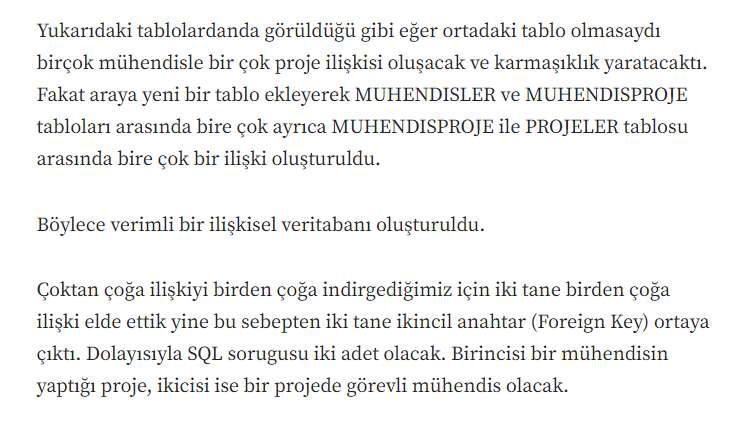 Yukarıdaki tablolardanda görüldüğü gibi eğer ortadaki tablo olmasaydı
birçok mühendisle bir çok proje ilişkisi oluşacak ve karmaşıklık yaratacaktı.
Fakat araya yeni bir tablo ekleyerek MUHENDISLER ve MUHENDISPROJE
tabloları arasında bire çok ayrıca MUHENDISPROJE ile PROJELER tablosu
arasında bire çok bir ilişki oluşturuldu.
Böylece verimli bir ilişkisel veritabanı oluşturuldu.
Çoktan çoğa ilişkiyi birden çoğa indirgediğimiz için iki tane birden çoğa
ilişki elde ettik yine bu sebepten iki tane ikincil anahtar (Foreign Key) ortaya
çıktı. Dolayısıyla SQL sorugusu iki adet olacak. Birincisi bir mühendisin
yaptığı proje, ikicisi ise bir projede görevli mühendis olacak.